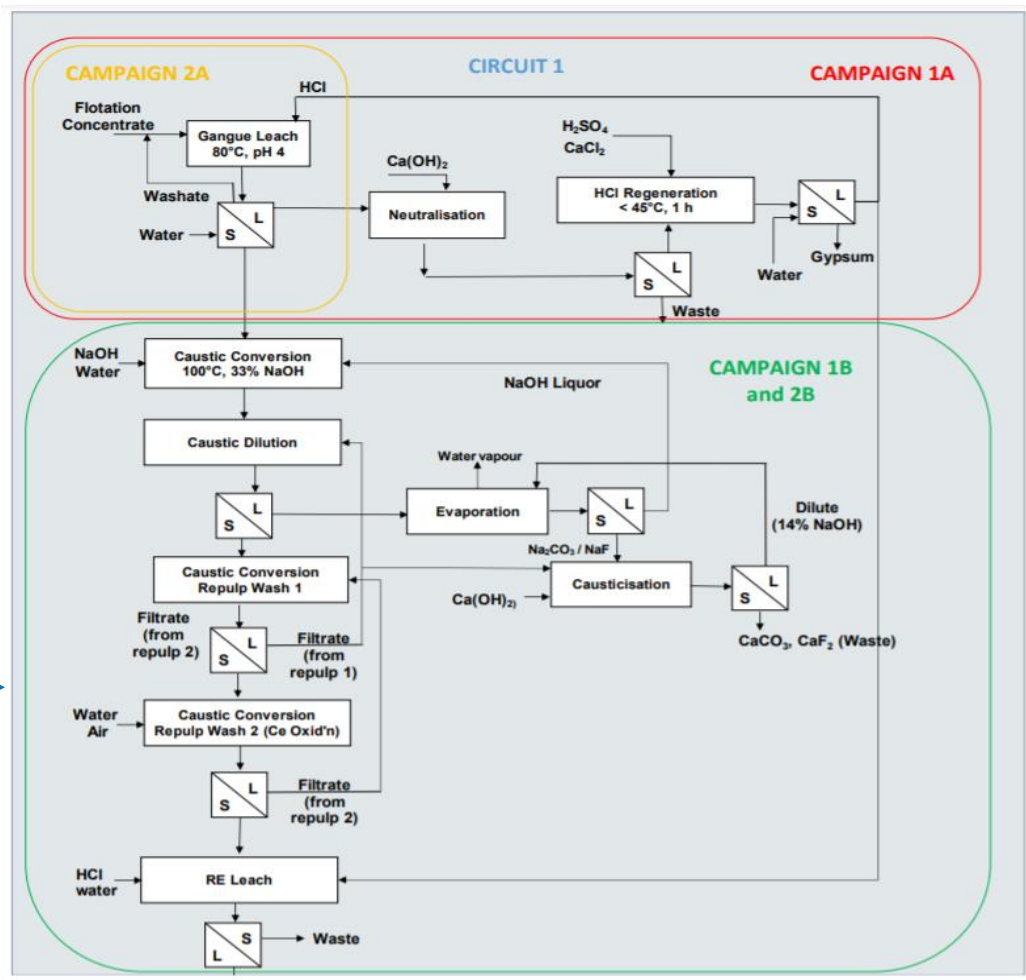 CAMPAIGN 2A
CIRCUIT 1
CAMPAIGN 1A
HCl
Flotation
Concentrate
Gangue Leach
80°C, pH 4
H₂SO₄
CaCl₂
Ca(OH)₂
HCl Regeneration
< 45°C, 1 h
L
S
Washate
Neutralisation
L
S
Water
Gypsum
Water
L
S
Waste
NaOH
Water
Caustic Conversion
100°C, 33% NaOH
NaOH Liquor
CAMPAIGN 1B
and 2B
Caustic Dilution
Water vapour
Evaporation
L
S
Dilute
(14% NaOH)
L
S
Na₂CO₃ / NaF
Caustic Conversion
Repulp Wash 1
Causticisation
L
S
Ca(OH)₂)
CaCO₃, CaF₂ (Waste)
Filtrate
(from
repulp 2)
L
S
Filtrate
(from
repulp 1)
Water
Air
Caustic Conversion
Repulp Wash 2 (Ce Oxid'n)
L
S
Filtrate
(from
repulp 2)
RE Leach
HCl
water
S
L
Waste